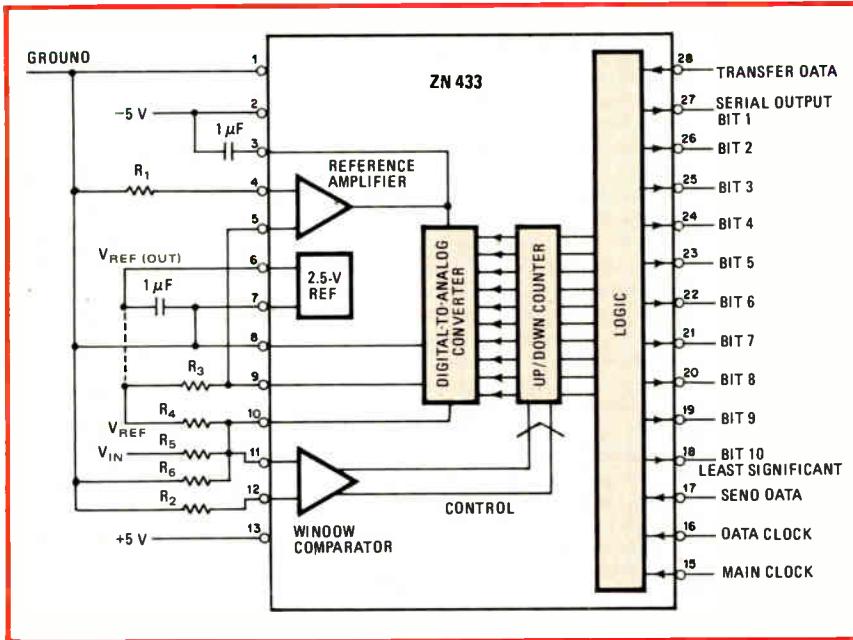 GROUND
ZN 433
−5 V
1 μF
R1
REFERENCE
AMPLIFIER
VREF (OUT)
1 μF
2.5-V
REF
R3
R4
VREF
R5
VIN
R6
R2
+5 V
WINDOW
COMPARATOR
CONTROL
DIGITAL-TO-ANALOG
CONVERTER
UP/DOWN COUNTER
LOGIC
1
2
3
4
5
6
7
8
9
10
11
12
13
28 TRANSFER DATA
27 SERIAL OUTPUT
BIT 1
26 BIT 2
25 BIT 3
24 BIT 4
23 BIT 5
22 BIT 6
21 BIT 7
20 BIT 8
19 BIT 9
18 BIT 10
LEAST SIGNIFICANT
17 SENO DATA
16 OATA CLOCK
15 MAIN CLOCK